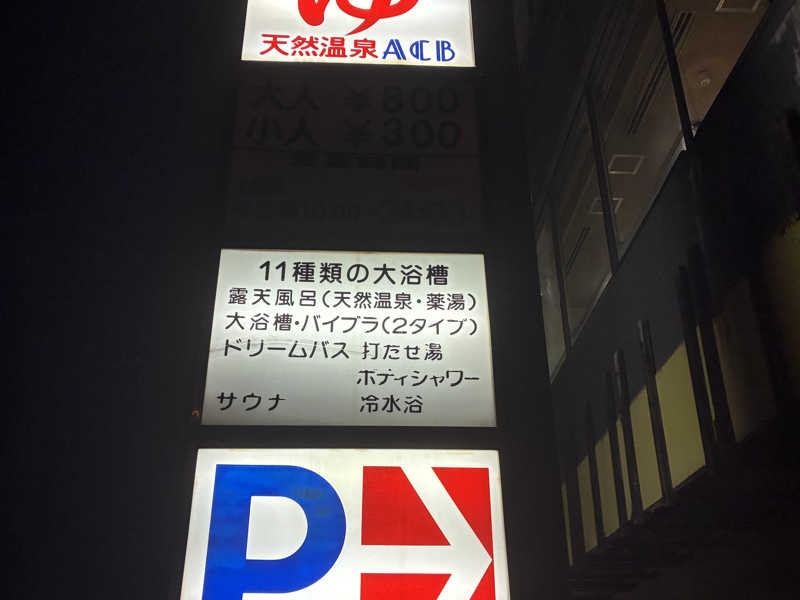 ゆ
天然温泉ACB
大人 ￥800
小人 ￥300
11種類の大浴槽
露天風呂(天然温泉・薬湯)
大浴槽・バイブラ(2タイプ)
ドリームバス 打たせ湯
ボディシャワー
サウナ 冷水浴
P